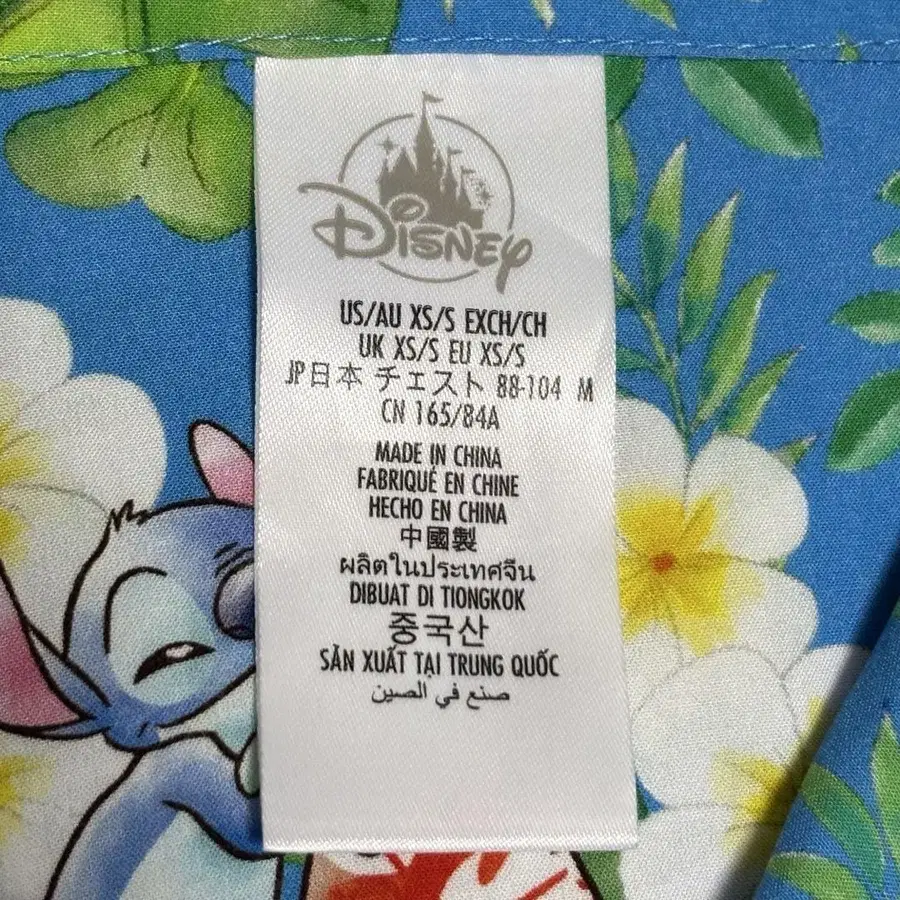 Disney
US/AU XS/S EXCH/CH
UK XS/S EU XS/S
JP日本 チェスト 88-104 M
CN 165/84A
MADE IN CHINA
FABRIQUÉ EN CHINE
HECHO EN CHINA
中國製
ผลิตในประเทศจีน
DIBUAT DI TIONGKOK
중국산
SẢN XUẤT TẠI TRUNG QUỐC
صنع في الصين